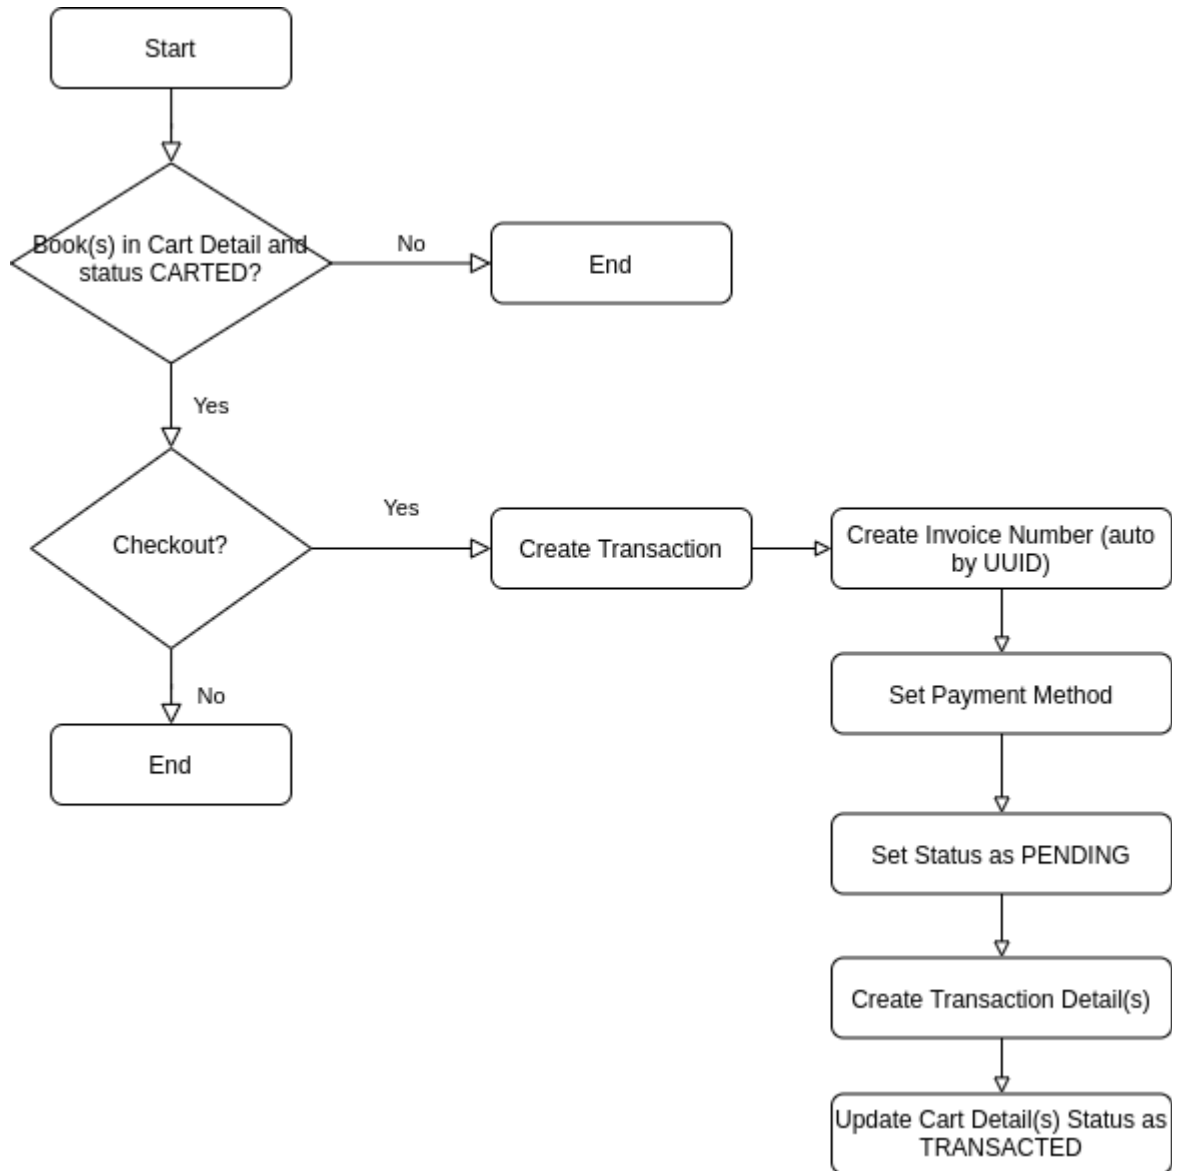 Start
Book(s) in Cart Detail and
status CARTED?
No
End
Yes
Checkout?
Yes
Create Transaction
Create Invoice Number (auto
by UUID)
No
End
Set Payment Method
Set Status as PENDING
Create Transaction Detail(s)
Update Cart Detail(s) Status as
TRANSACTED